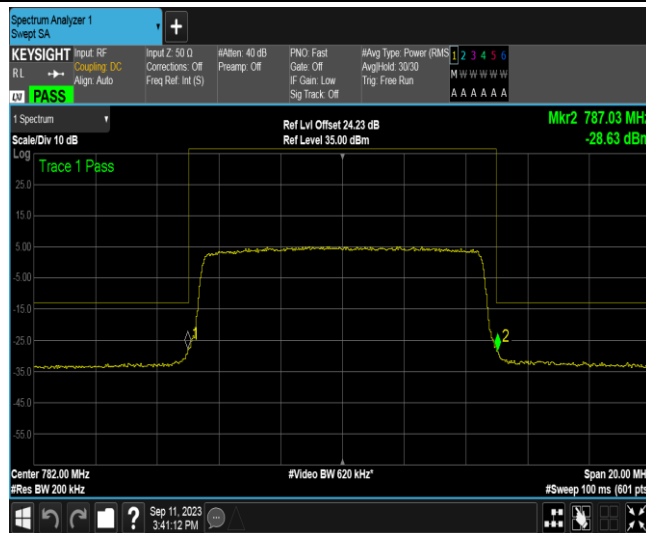 Spectrum Analyzer 1
Swept SA
+
KEYSIGHT
RL
LXI PASS
Input: RF
Coupling: DC
Align: Auto
Input Z: 50 Ω
Corrections: Off
Freq Ref: Int (S)
#Atten: 40 dB
Preamp: Off
PNO: Fast
Gate: Off
IF Gain: Low
Sig Track: Off
#Avg Type: Power (RMS
Avg|Hold: 30/30
Trig: Free Run
1 2 3 4 5 6
M W W W W W
A A A A A A
1 Spectrum
Scale/Div 10 dB
Ref Lvl Offset 24.23 dB
Ref Level 35.00 dBm
Mkr2 787.03 MHz
-28.63 dBm
Log
Trace 1 Pass
25.0
15.0
5.00
-5.00
-15.0
-25.0
-35.0
-45.0
-55.0
1
2
Center 782.00 MHz
#Res BW 200 kHz
#Video BW 620 kHz*
Span 20.00 MHz
#Sweep 100 ms (601 pts
?
Sep 11, 2023
3:41:12 PM